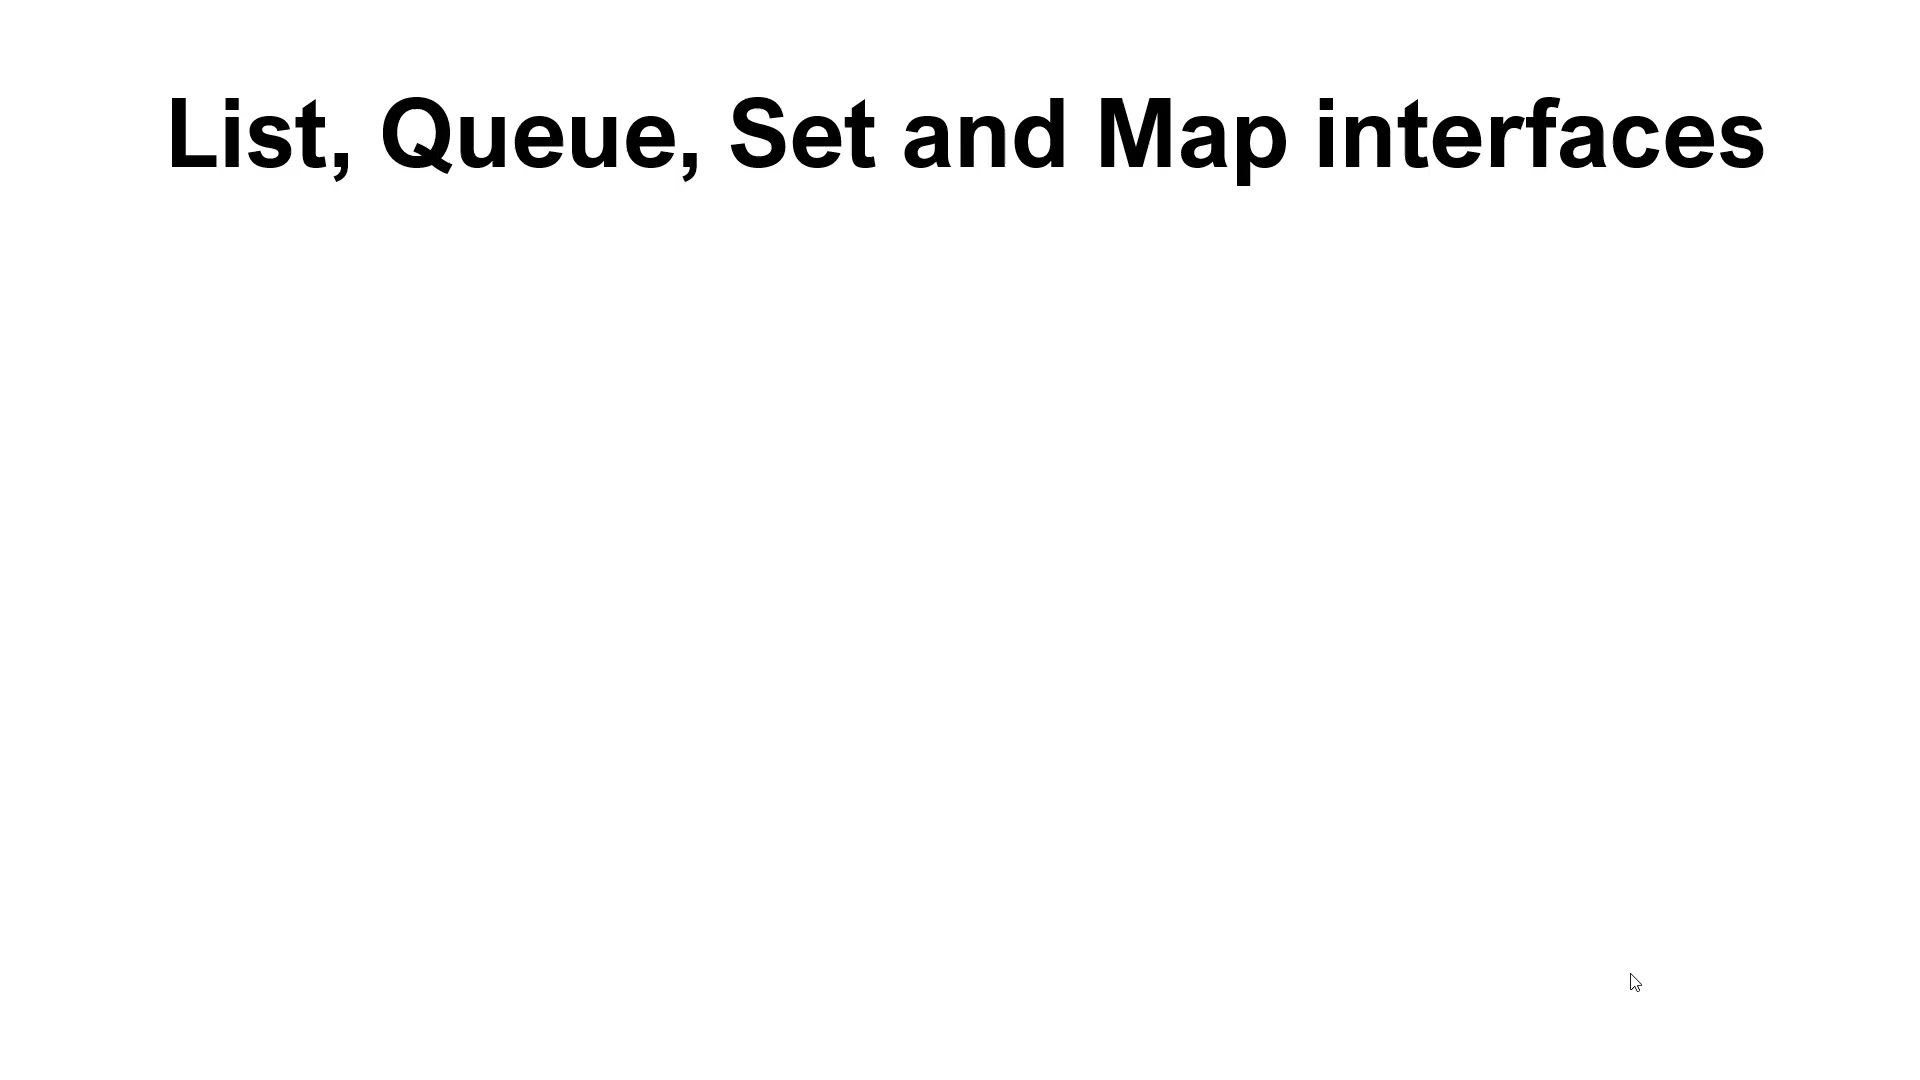 List, Queue, Set and Map interfaces